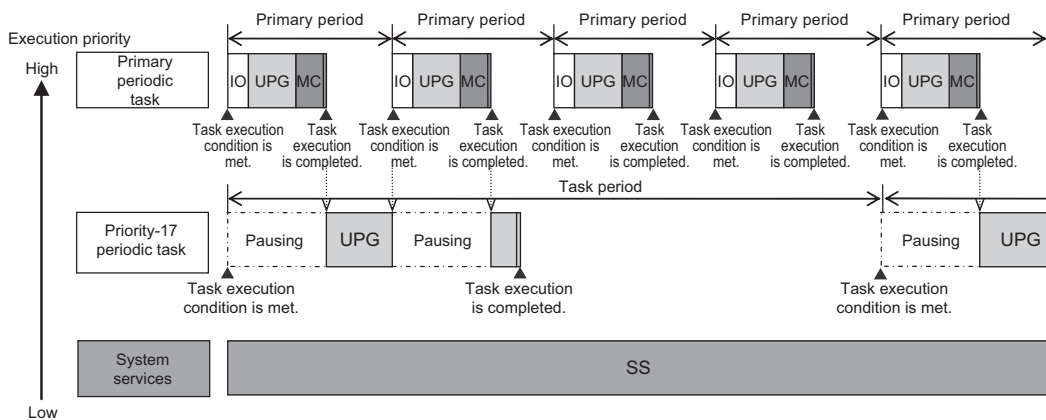 Primary period Primary period Primary period Primary period Primary period
Execution priority
High
Primary
periodic
task
IO UPG MC IO UPG MC IO UPG MC IO UPG MC IO UPG MC
Task execution
condition is
met.
Task
execution
is completed.
Task execution
condition is
met.
Task
execution
is completed.
Task execution
condition is
met.
Task
execution
is completed.
Task execution
condition is
met.
Task
execution
is completed.
Task execution
condition is
met.
Task
execution
is completed.
Task period
Priority-17
periodic task
Pausing UPG Pausing Pausing UPG
Task execution
condition is met.
Task execution
is completed.
Task execution
condition is met.
System
services
SS
Low